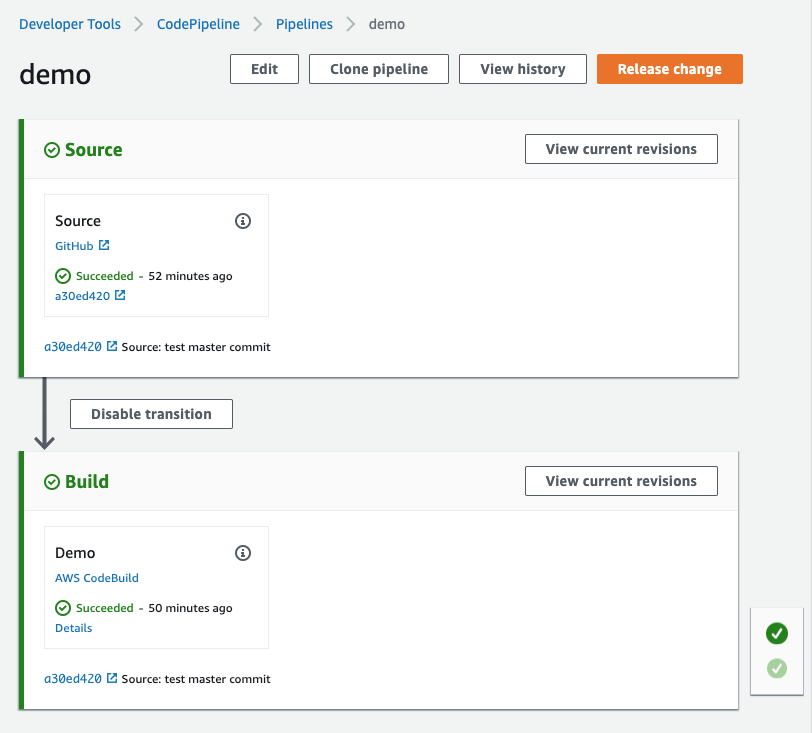 Developer Tools > CodePipeline > Pipelines > demo
demo Edit Clone pipeline View history Release change
Source View current revisions
Source
GitHub
Succeeded - 52 minutes ago
a30ed420
a30ed420 Source: test master commit
Disable transition
Build View current revisions
Demo
AWS CodeBuild
Succeeded - 50 minutes ago
Details
a30ed420 Source: test master commit